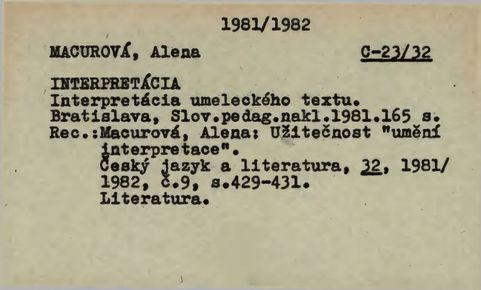 1981/1982
MACUROVÁ, Alena C-23/32
INTERPRETÁCIA
Interpretácia umeleckého textu.
Bratislava, Slov.pedag.nakl.1981.165 s.
Rec.:Macurová, Alena: Užitečnost "umění
interpretace".
Český jazyk a literatura, 32, 1981/
1982, č.9, s.429-431.
Literatura.